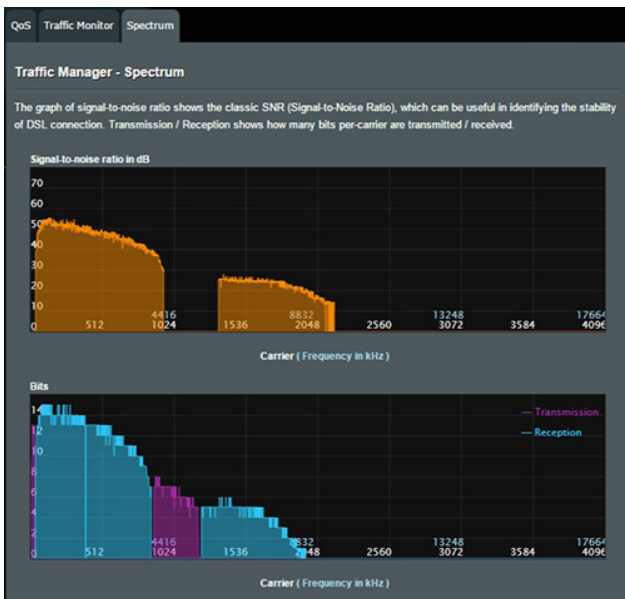 QoS Traffic Monitor Spectrum
Traffic Manager - Spectrum
The graph of signal-to-noise ratio shows the classic SNR (Signal-to-Noise Ratio), which can be useful in identifying the stability
of DSL connection. Transmission / Reception shows how many bits per-carrier are transmitted / received.
Signal-to-noise ratio in dB
70
60
50
40
30
20
10
4416 8832 13248 17664
0 512 1024 1536 2048 2560 3072 3584 4096
Carrier ( Frequency in kHz )
Bits
14
Transmission
12
Reception
10
8
6
4
2
4416 8832 13248 17664
0 512 1024 1536 2048 2560 3072 3584 4096
Carrier ( Frequency in kHz )